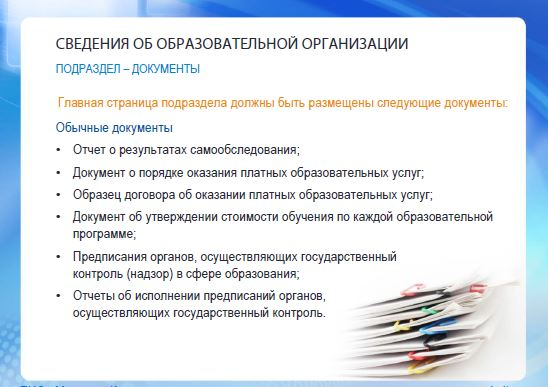 СВЕДЕНИЯ ОБ ОБРАЗОВАТЕЛЬНОЙ ОРГАНИЗАЦИИ
ПОДРАЗДЕЛ – ДОКУМЕНТЫ
Главная страница подраздела должны быть размещены следующие документы:
Обычные документы
• Отчет о результатах самообследования;
• Документ о порядке оказания платных образовательных услуг;
• Образец договора об оказании платных образовательных услуг;
• Документ об утверждении стоимости обучения по каждой образовательной
программе;
• Предписания органов, осуществляющих государственный
контроль (надзор) в сфере образования;
• Отчеты об исполнении предписаний органов,
осуществляющих государственный контроль.